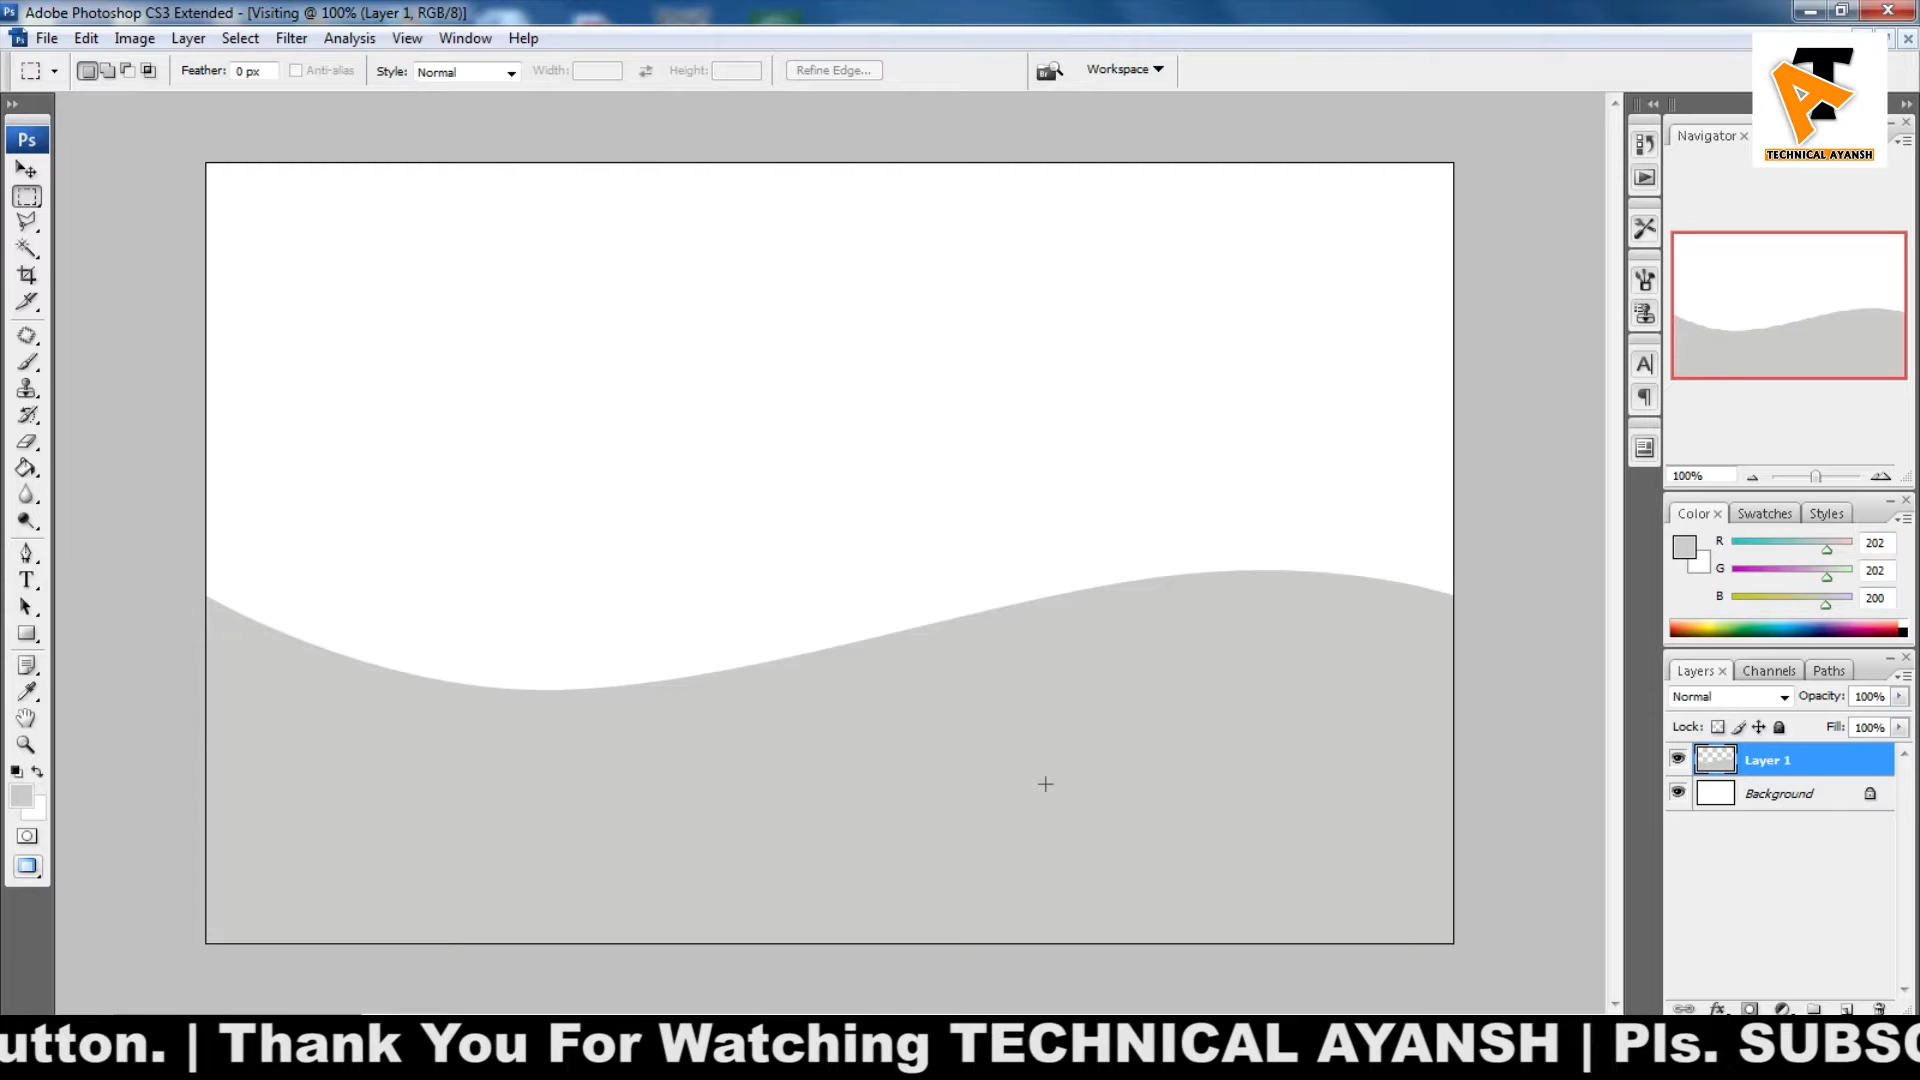 Adobe Photoshop CS3 Extended - [Visiting @ 100% (Layer 1, RGB/8)]
File Edit Image Layer Select Filter Analysis View Window Help
Feather: 0 px Anti-alias Style: Normal Width: Height: Refine Edge... Workspace
TECHNICAL AYANSH
Navigator
Ps
100%
Color Swatches Styles
R 202
G 202
B 200
Layers Channels Paths
Normal Opacity: 100%
Lock: Fill: 100%
Layer 1
Background
utton. | Thank You For Watching TECHNICAL AYANSH | Pls. SUBSC